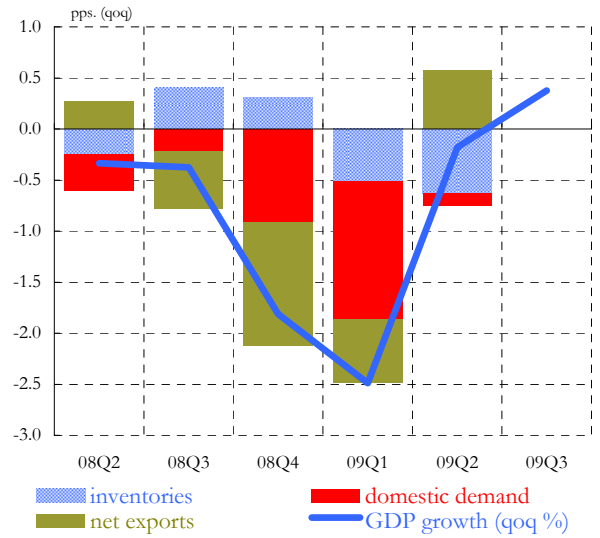 pps. (qoq)
1.0
0.5
0.0
-0.5
-1.0
-1.5
-2.0
-2.5
-3.0
08Q2 08Q3 08Q4 09Q1 09Q2 09Q3
inventories domestic demand
net exports GDP growth (qoq %)